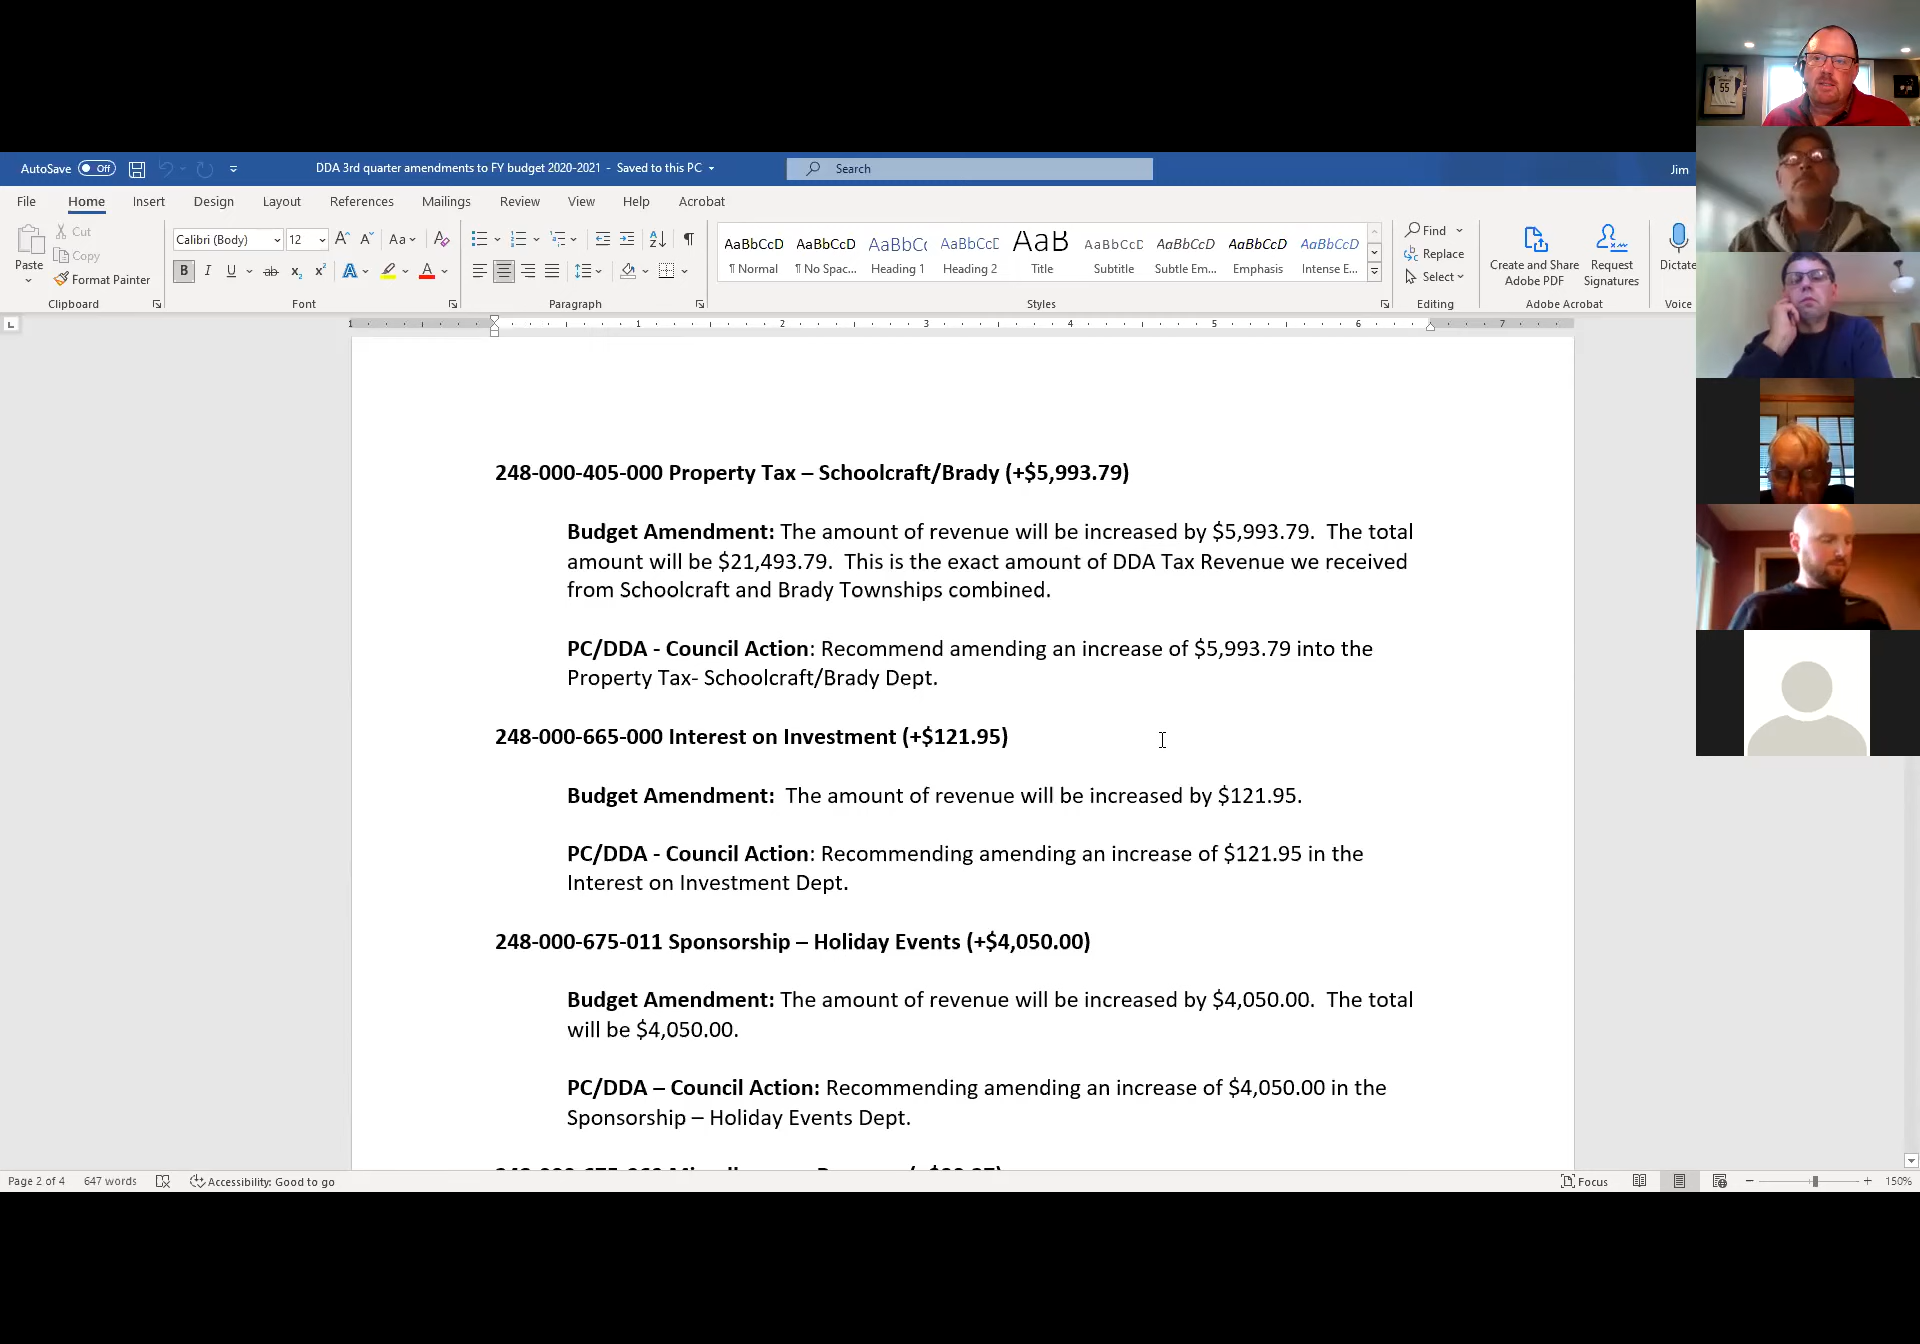 AutoSave Off
DDA 3rd quarter amendments to FY budget 2020-2021 - Saved to this PC
Search
Jim
File Home Insert Design Layout References Mailings Review View Help Acrobat
Paste
Cut
Copy
Format Painter
Clipboard
Calibri (Body) 12
Font
Paragraph
AaBbCcD AaBbCcD AaBbCc AaBbCcD AaB AaBbCcD AaBbCcD AaBbCcD AaBbCcD
¶ Normal ¶ No Spac... Heading 1 Heading 2 Title Subtitle Subtle Em... Emphasis Intense E...
Styles
Find
Replace
Select
Editing
Create and Share
Adobe PDF
Request
Signatures
Adobe Acrobat
Dictate
Voice
1 1 2 3 4 5 6 7
248-000-405-000 Property Tax – Schoolcraft/Brady (+$5,993.79)
Budget Amendment: The amount of revenue will be increased by $5,993.79. The total
amount will be $21,493.79. This is the exact amount of DDA Tax Revenue we received
from Schoolcraft and Brady Townships combined.
PC/DDA - Council Action: Recommend amending an increase of $5,993.79 into the
Property Tax- Schoolcraft/Brady Dept.
248-000-665-000 Interest on Investment (+$121.95)
Budget Amendment: The amount of revenue will be increased by $121.95.
PC/DDA - Council Action: Recommending amending an increase of $121.95 in the
Interest on Investment Dept.
248-000-675-011 Sponsorship – Holiday Events (+$4,050.00)
Budget Amendment: The amount of revenue will be increased by $4,050.00. The total
will be $4,050.00.
PC/DDA – Council Action: Recommending amending an increase of $4,050.00 in the
Sponsorship – Holiday Events Dept.
Page 2 of 4 647 words Accessibility: Good to go Focus 150%
55